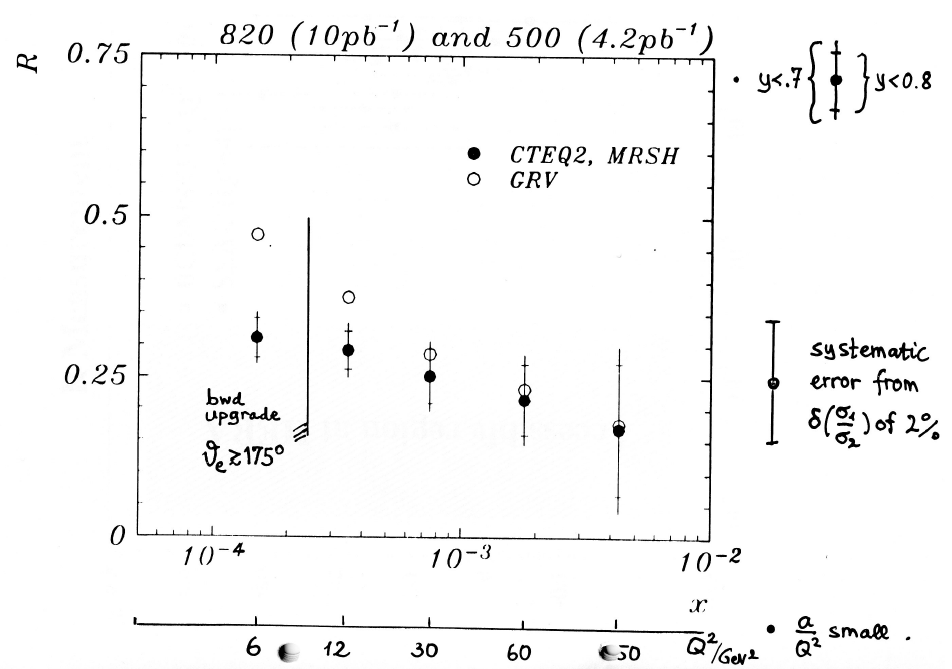 820 (10pb⁻¹) and 500 (4.2pb⁻¹)
R
0.75
0.5
0.25
0
• y<.7 { } y<0.8
CTEQ2, MRSH
GRV
bwd
upgrade
ϑₑ≳175°
systematic
error from
δ(σ₁/σ₂) of 2%
10⁻⁴ 10⁻³ 10⁻²
x
6 12 30 60 50 Q²/GeV²
• a/Q² small .